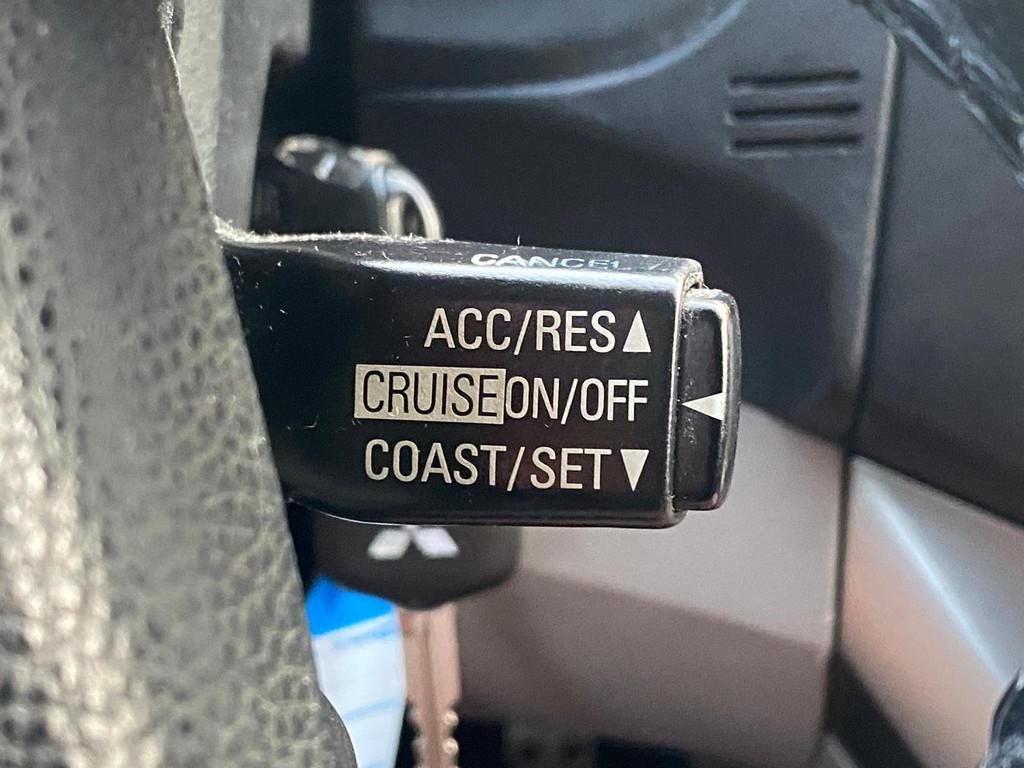 CANCEL
ACC/RES▲
CRUISE ON/OFF ◀
COAST/SET▼